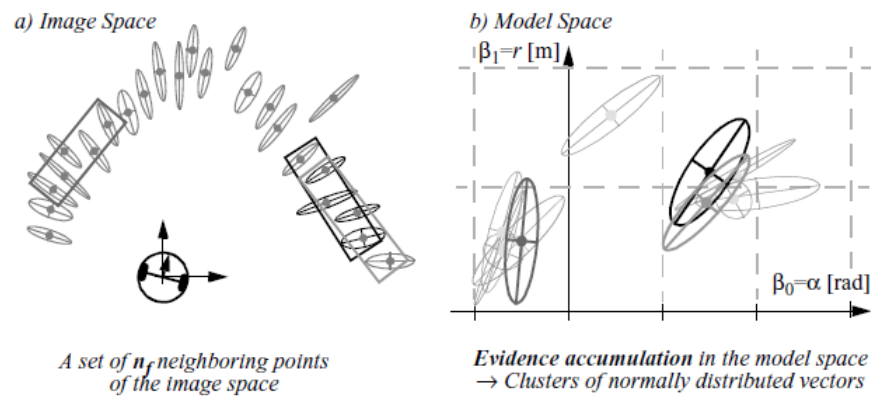 a) Image Space
b) Model Space
β₁=r [m]
β₀=α [rad]
A set of n_f neighboring points
of the image space
Evidence accumulation in the model space
→ Clusters of normally distributed vectors